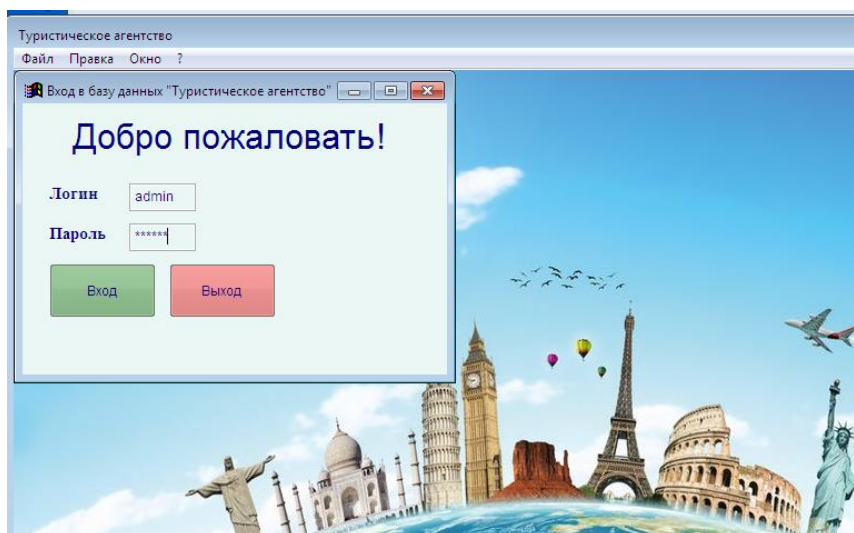 Туристическое агентство
Файл Правка Окно ?
Вход в базу данных "Туристическое агентство"
Добро пожаловать!
Логин admin
Пароль ******
Вход Выход